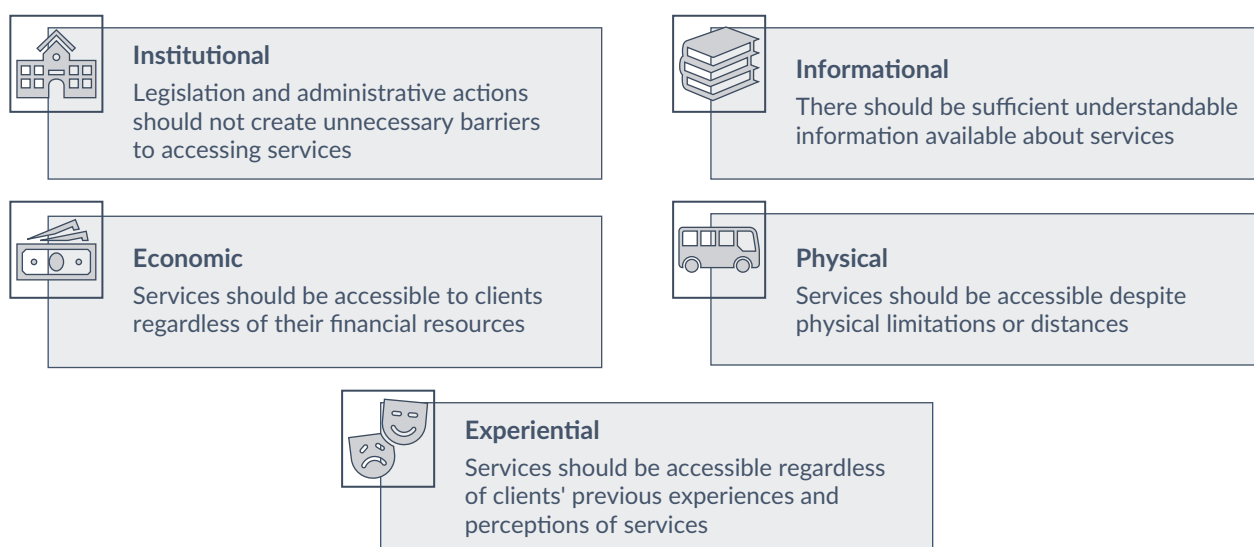 Institutional
Legislation and administrative actions
should not create unnecessary barriers
to accessing services
Informational
There should be sufficient understandable
information available about services
Economic
Services should be accessible to clients
regardless of their financial resources
Physical
Services should be accessible despite
physical limitations or distances
Experiential
Services should be accessible regardless
of clients' previous experiences and
perceptions of services